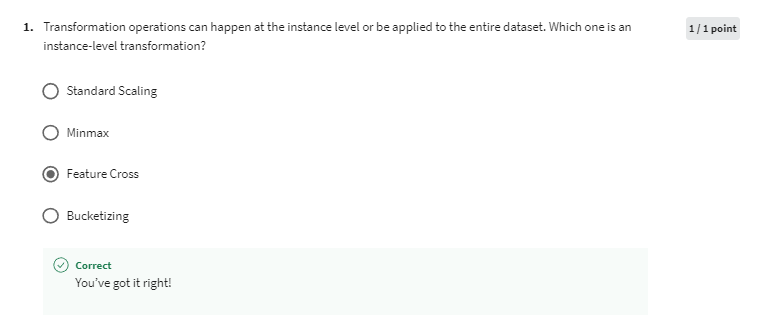 1. Transformation operations can happen at the instance level or be applied to the entire dataset. Which one is an
instance-level transformation?
1 / 1 point
Standard Scaling
Minmax
Feature Cross
Bucketizing
Correct
You've got it right!